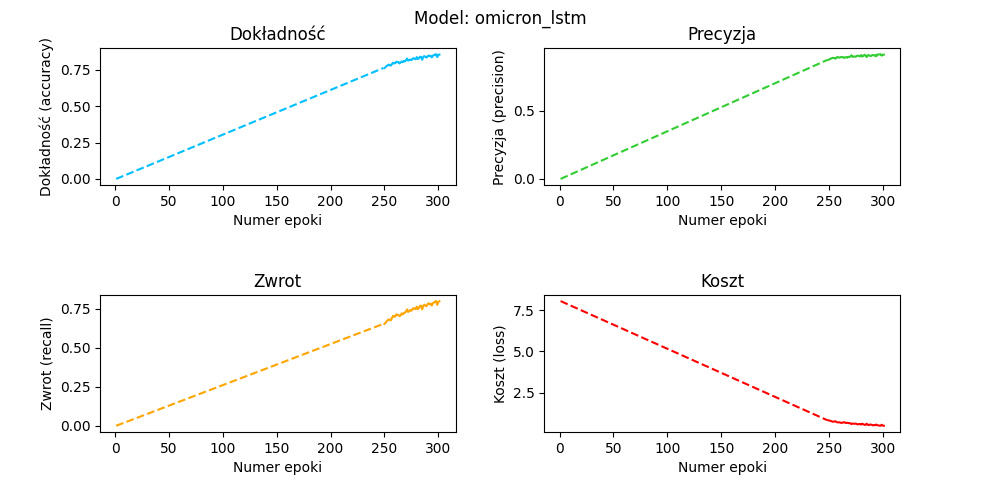 Model: omicron_lstm
Dokładność
Dokładność (accuracy)
0.75
0.50
0.25
0.00
0 50 100 150 200 250 300
Numer epoki
Precyzja
Precyzja (precision)
0.5
0.0
0 50 100 150 200 250 300
Numer epoki
Zwrot
Zwrot (recall)
0.75
0.50
0.25
0.00
0 50 100 150 200 250 300
Numer epoki
Koszt
Koszt (loss)
7.5
5.0
2.5
0 50 100 150 200 250 300
Numer epoki